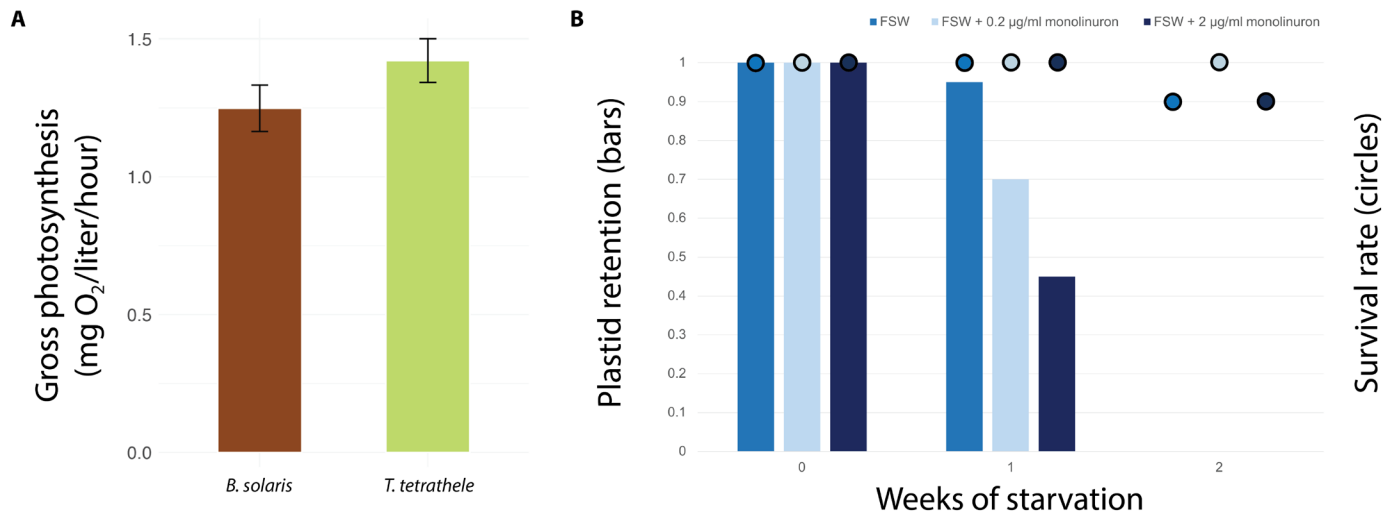 A
Gross photosynthesis
(mg O₂/liter/hour)
1.5
1.0
0.5
0.0
B. solaris
T. tetrathele
B
FSW
FSW + 0.2 µg/ml monolinuron
FSW + 2 µg/ml monolinuron
Plastid retention (bars)
1
0.9
0.8
0.7
0.6
0.5
0.4
0.3
0.2
0.1
0
0
1
2
Weeks of starvation
Survival rate (circles)